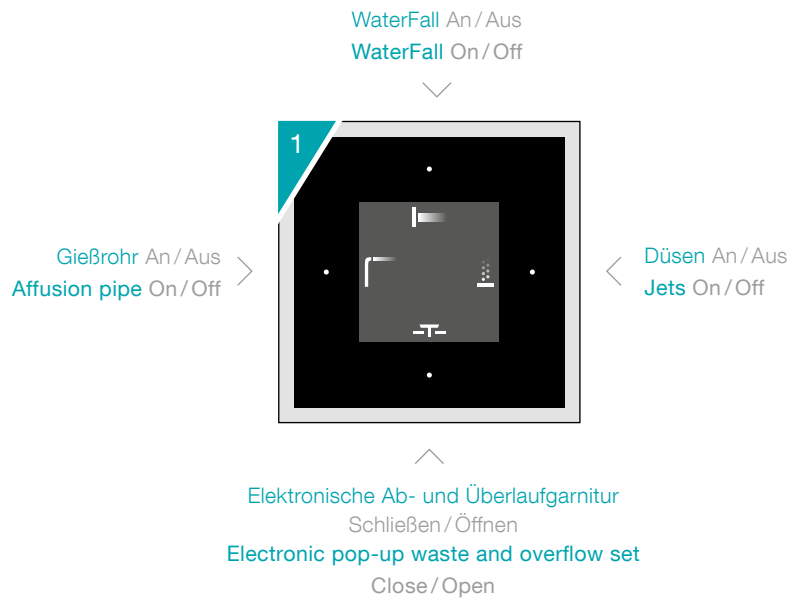 WaterFall An / Aus
WaterFall On / Off
1
Gießrohr An / Aus
Affusion pipe On / Off
Düsen An / Aus
Jets On / Off
Elektronische Ab- und Überlaufgarnitur
Schließen / Öffnen
Electronic pop-up waste and overflow set
Close / Open